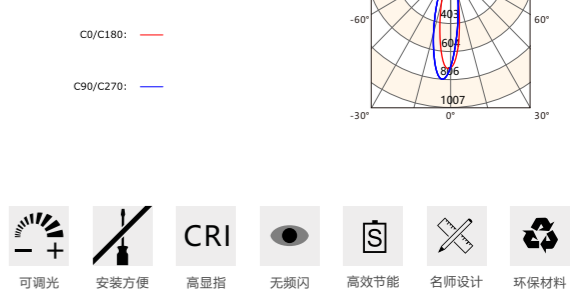 403
-60°
60°
C0/C180:
604
806
C90/C270:
1007
-30°
0°
30°
CRI
S
可调光
安装方便
高显指
无频闪
高效节能
名师设计
环保材料